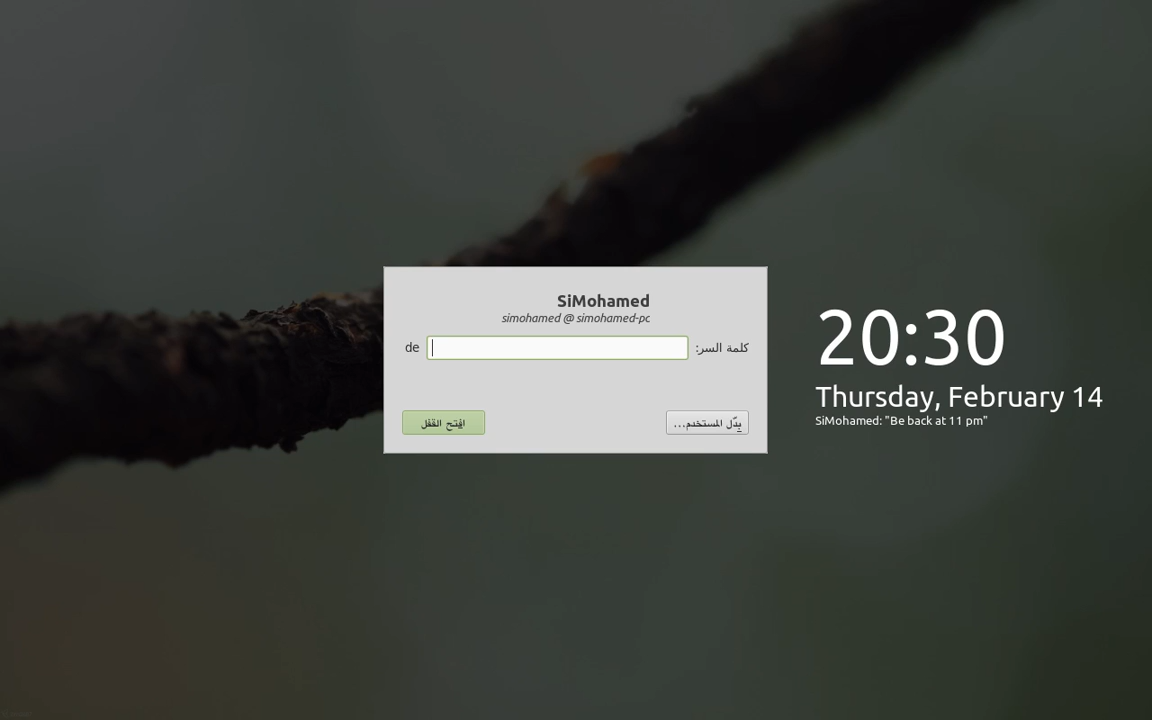 SiMohamed
simohamed @ simohamed-pc
كلمة السر:
de
بدّل المستخدم...
افتح القفل
20:30
Thursday, February 14
SiMohamed: "Be back at 11 pm"